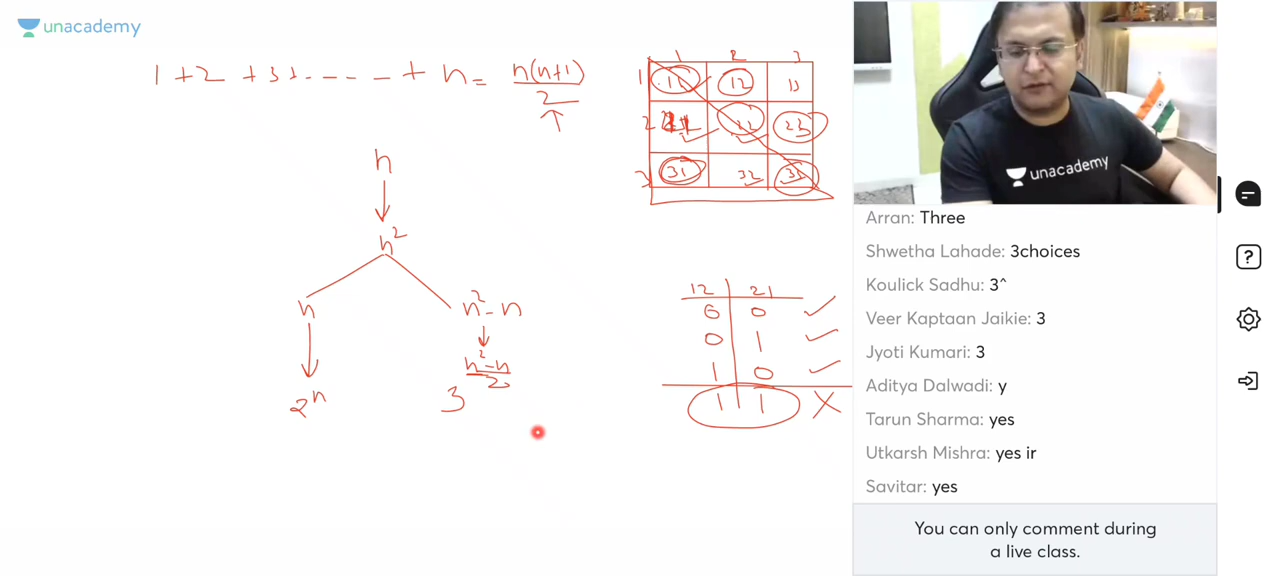 unacademy
1 + 2 + 3 + - - - - - + n = n(n+1)/2
n
n²
n n² - n
2ⁿ 3^((n² - n)/2)
1 2 3
1 11 12 13
2 21 22 23
3 31 32 33
12 21
0 0 ✓
0 1 ✓
1 0 ✓
1 1 X
unacademy
Arran: Three
Shwetha Lahade: 3choices
Koulick Sadhu: 3^
Veer Kaptaan Jaikie: 3
Jyoti Kumari: 3
Aditya Dalwadi: y
Tarun Sharma: yes
Utkarsh Mishra: yes ir
Savitar: yes
You can only comment during
a live class.
?